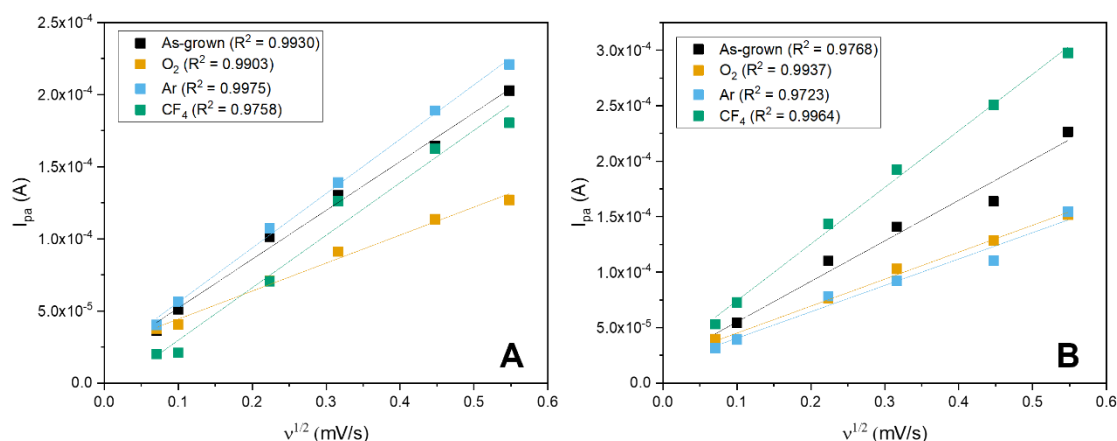 2.5x10⁻⁴
2.0x10⁻⁴
1.5x10⁻⁴
1.0x10⁻⁴
5.0x10⁻⁵
0.0
Iₚₐ (A)
As-grown (R² = 0.9930)
O₂ (R² = 0.9903)
Ar (R² = 0.9975)
CF₄ (R² = 0.9758)
A
0.0 0.1 0.2 0.3 0.4 0.5 0.6
ν¹ᐟ² (mV/s)
3.0x10⁻⁴
2.5x10⁻⁴
2.0x10⁻⁴
1.5x10⁻⁴
1.0x10⁻⁴
5.0x10⁻⁵
0.0
Iₚₐ (A)
As-grown (R² = 0.9768)
O₂ (R² = 0.9937)
Ar (R² = 0.9723)
CF₄ (R² = 0.9964)
B
0.0 0.1 0.2 0.3 0.4 0.5 0.6
ν¹ᐟ² (mV/s)